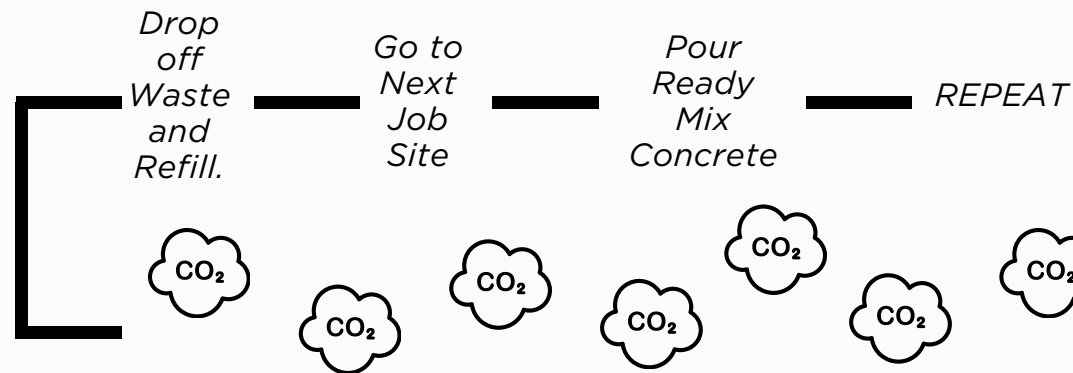 Drop
off
Waste
and
Refill.
Go to
Next
Job
Site
Pour
Ready
Mix
Concrete
REPEAT
CO₂
CO₂
CO₂
CO₂
CO₂
CO₂
CO₂